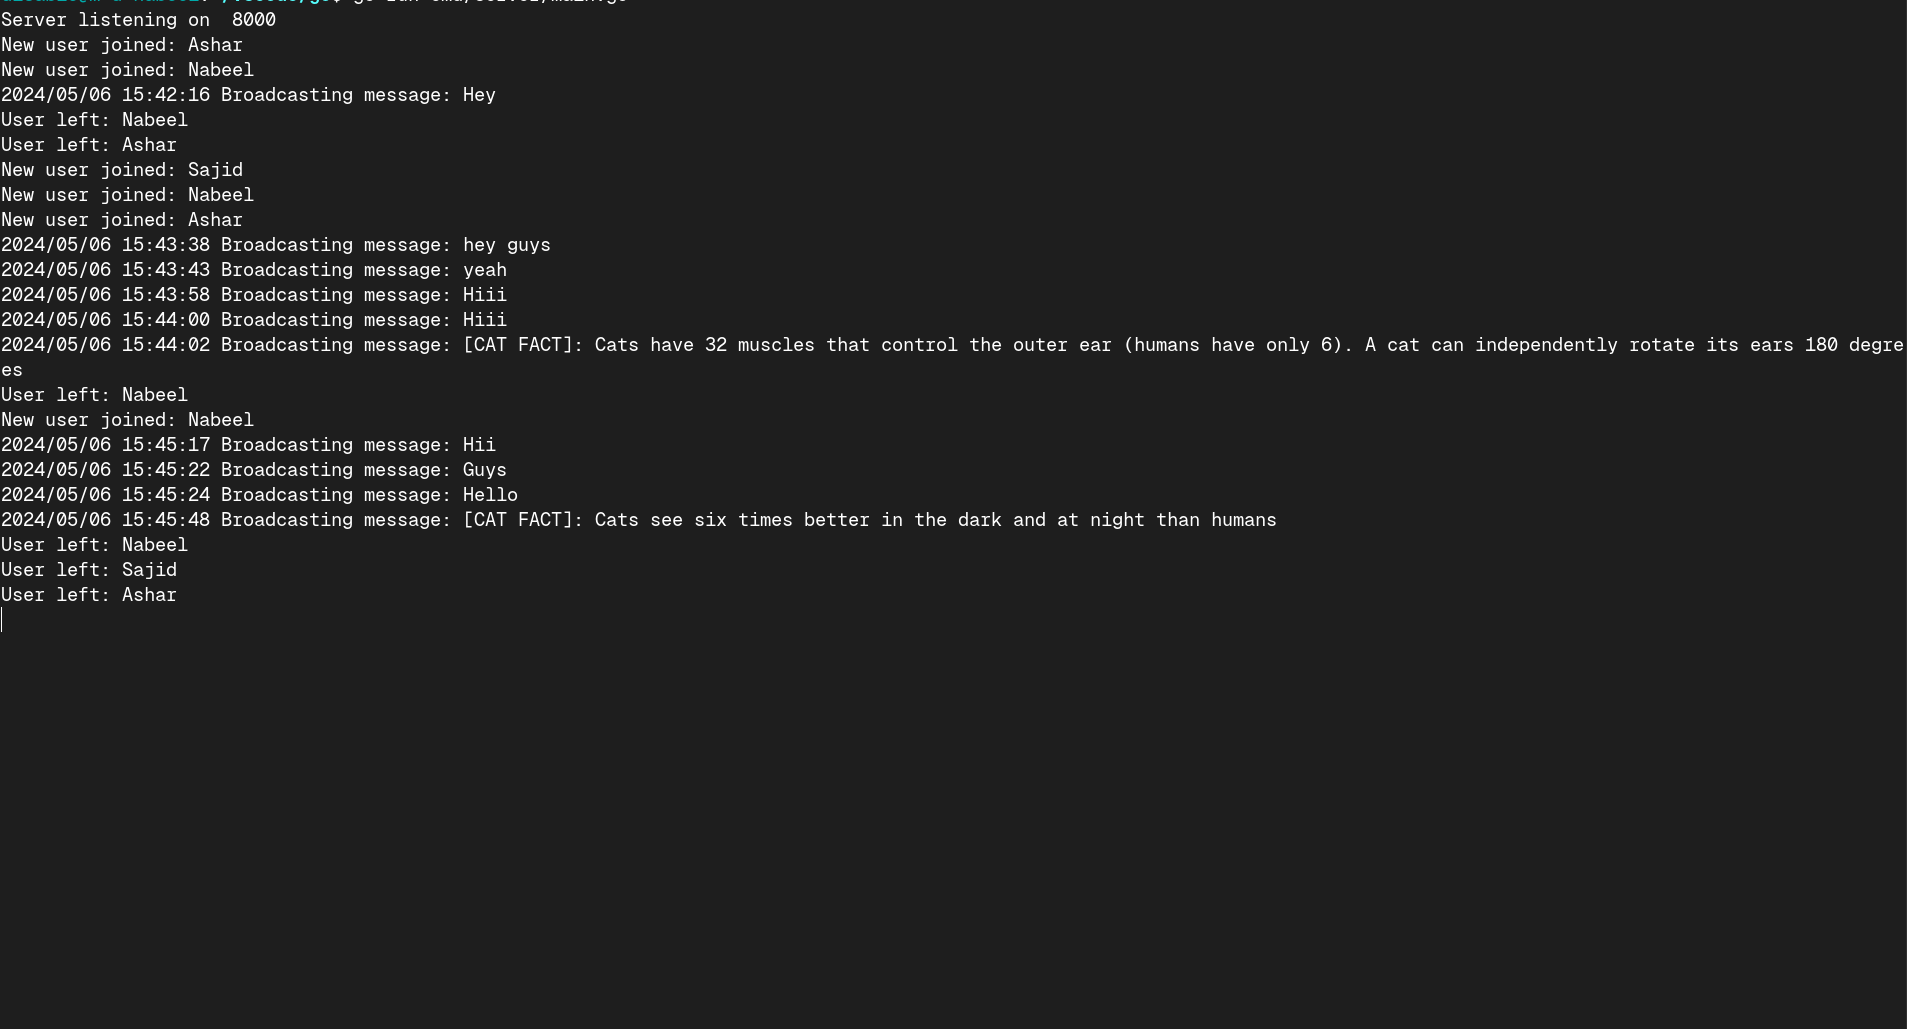 Server listening on  8000
New user joined: Ashar
New user joined: Nabeel
2024/05/06 15:42:16 Broadcasting message: Hey
User left: Nabeel
User left: Ashar
New user joined: Sajid
New user joined: Nabeel
New user joined: Ashar
2024/05/06 15:43:38 Broadcasting message: hey guys
2024/05/06 15:43:43 Broadcasting message: yeah
2024/05/06 15:43:58 Broadcasting message: Hiii
2024/05/06 15:44:00 Broadcasting message: Hiii
2024/05/06 15:44:02 Broadcasting message: [CAT FACT]: Cats have 32 muscles that control the outer ear (humans have only 6). A cat can independently rotate its ears 180 degre
es
User left: Nabeel
New user joined: Nabeel
2024/05/06 15:45:17 Broadcasting message: Hii
2024/05/06 15:45:22 Broadcasting message: Guys
2024/05/06 15:45:24 Broadcasting message: Hello
2024/05/06 15:45:48 Broadcasting message: [CAT FACT]: Cats see six times better in the dark and at night than humans
User left: Nabeel
User left: Sajid
User left: Ashar